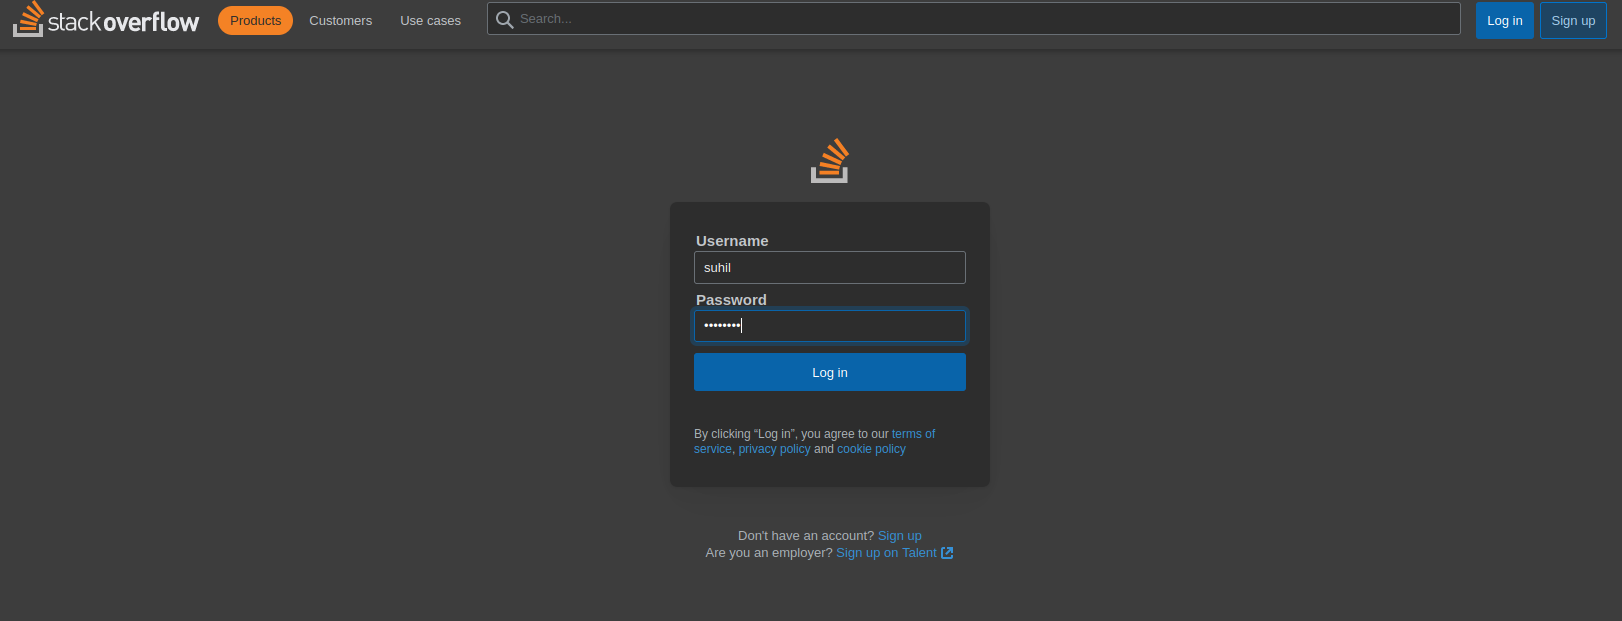 stack overflow Products Customers Use cases Search... Log in Sign up
Username
suhil
Password
••••••••
Log in
By clicking “Log in”, you agree to our terms of
service, privacy policy and cookie policy
Don't have an account? Sign up
Are you an employer? Sign up on Talent